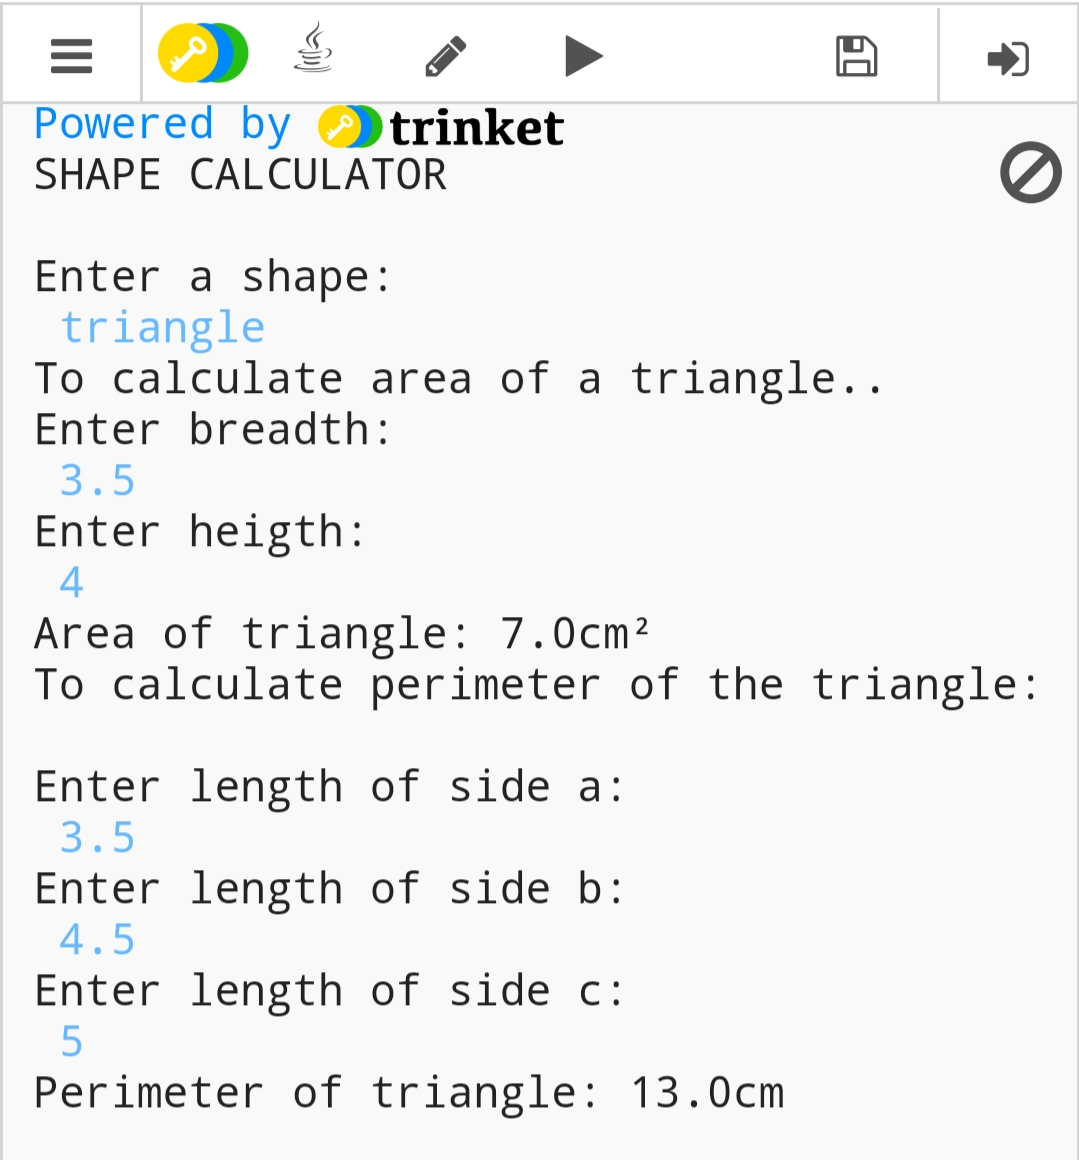 Powered by trinket
SHAPE CALCULATOR
Enter a shape:
triangle
To calculate area of a triangle..
Enter breadth:
3.5
Enter heigth:
4
Area of triangle: 7.0cm²
To calculate perimeter of the triangle:
Enter length of side a:
3.5
Enter length of side b:
4.5
Enter length of side c:
5
Perimeter of triangle: 13.0cm